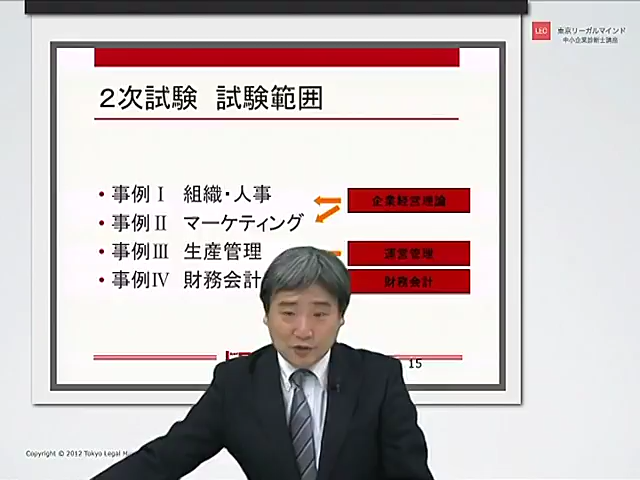 LEC 東京リーガルマインド
中小企業診断士講座
2次試験 試験範囲
• 事例Ⅰ 組織・人事
企業経営理論
• 事例Ⅱ マーケティング
• 事例Ⅲ 生産管理
運営管理
• 事例Ⅳ 財務会計
財務会計
15
Copyright © 2012 Tokyo Legal